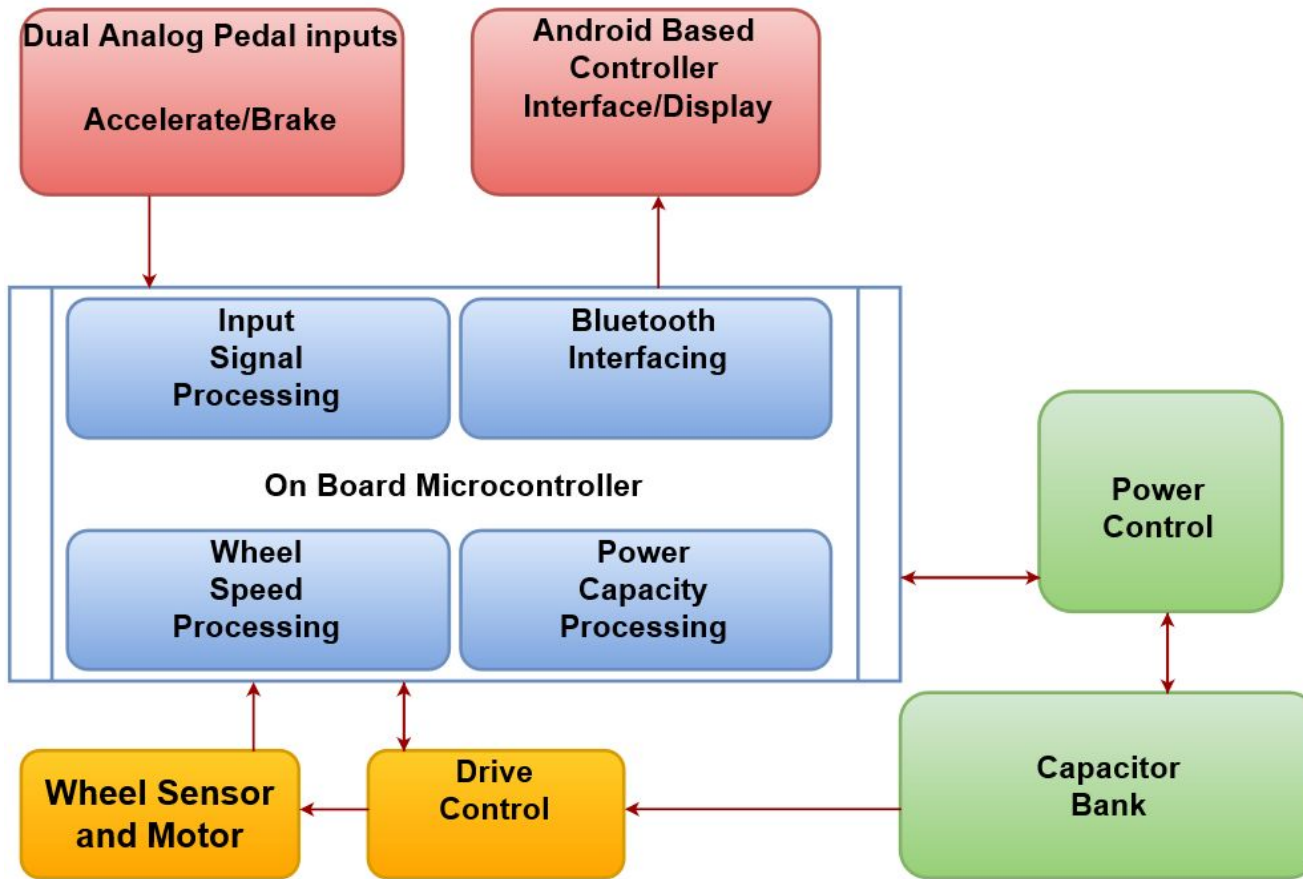 Dual Analog Pedal inputs
Accelerate/Brake
Android Based
Controller
Interface/Display
Input
Signal
Processing
Bluetooth
Interfacing
On Board Microcontroller
Wheel
Speed
Processing
Power
Capacity
Processing
Power
Control
Wheel Sensor
and Motor
Drive
Control
Capacitor
Bank